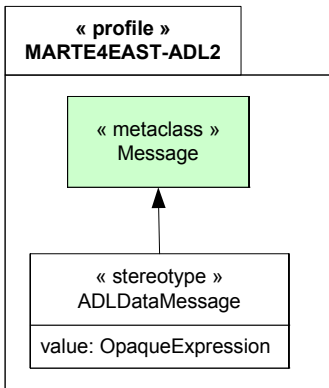 « profile »
MARTE4EAST-ADL2
« metaclass »
Message
« stereotype »
ADLDataMessage
value: OpaqueExpression